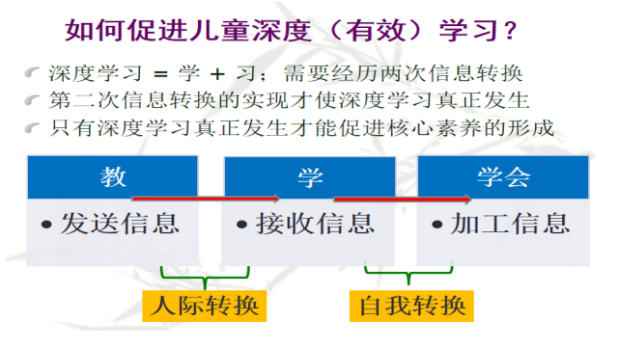 如何促进儿童深度（有效）学习？
深度学习 = 学 + 习；需要经历两次信息转换
第二次信息转换的实现才使深度学习真正发生
只有深度学习真正发生才能促进核心素养的形成
教 学 学会
• 发送信息 • 接收信息 • 加工信息
人际转换 自我转换